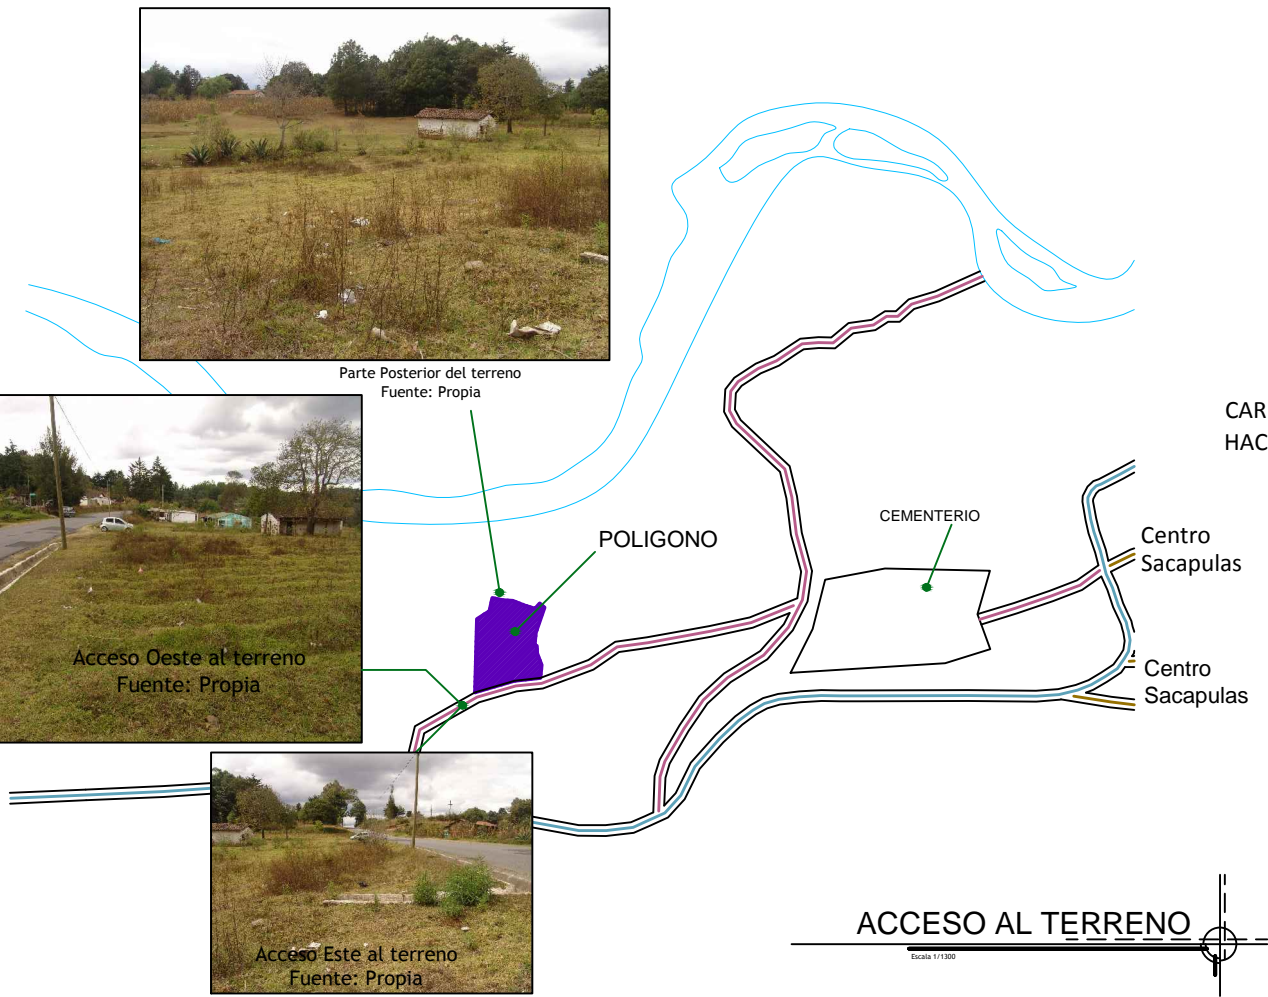 Parte Posterior del terreno
Fuente: Propia
CAR
HAC
POLIGONO
CEMENTERIO
Centro
Sacapulas
Acceso Oeste al terreno
Fuente: Propia
Centro
Sacapulas
Acceso Este al terreno
Fuente: Propia
ACCESO AL TERRENO
Escala 1/1300